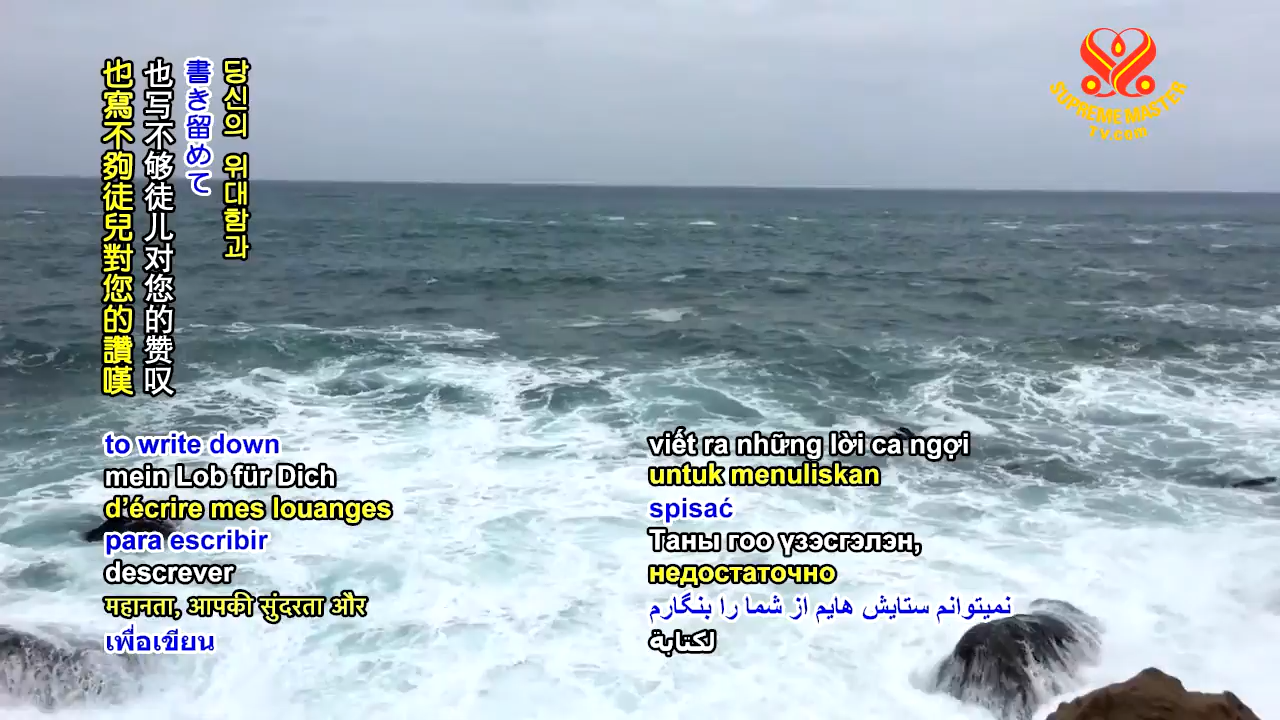 당신의 위대함과
書き留めて
也写不够徒儿对您的赞叹
也寫不夠徒兒對您的讚嘆
SUPREME MASTER
TV.com
to write down
mein Lob für Dich
d'écrire mes louanges
para escribir
descrever
महानता, आपकी सुंदरता और
เพื่อเขียน
viết ra những lời ca ngợi
untuk menuliskan
spisać
Таны гоо үзэсгэлэн,
недостаточно
نمیتوانم ستایش هایم از شما را بنگارم
لكتابة